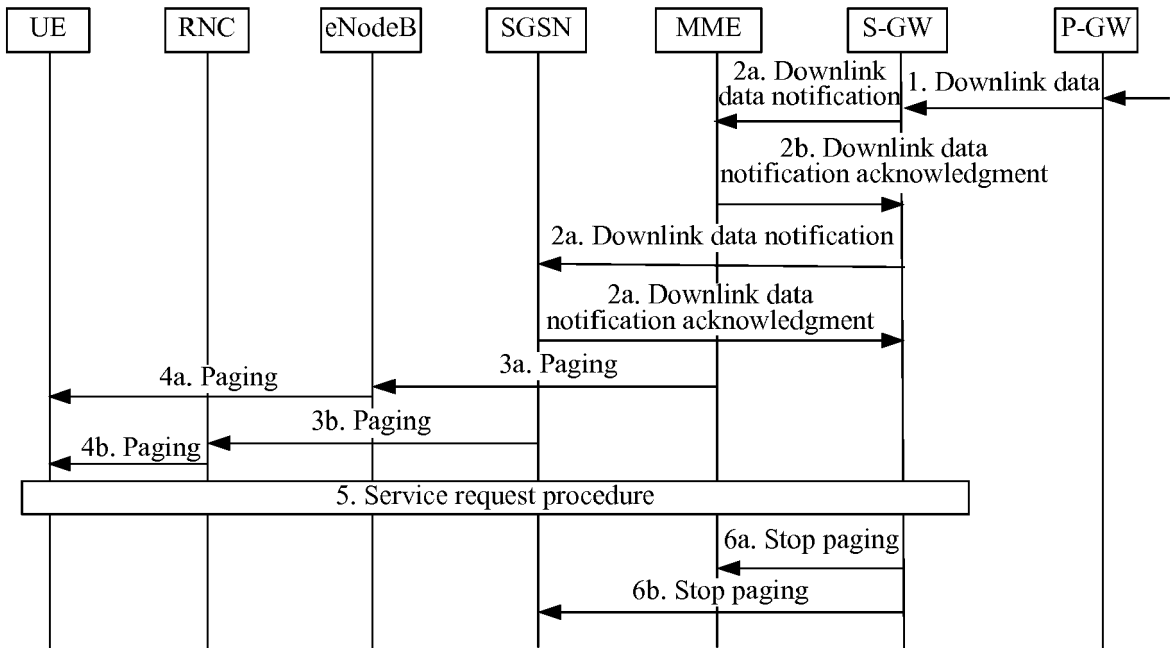 UE RNC eNodeB SGSN MME S-GW P-GW
2a. Downlink
data notification
1. Downlink data
2b. Downlink data
notification acknowledgment
2a. Downlink data notification
2a. Downlink data
notification acknowledgment
3a. Paging
4a. Paging
3b. Paging
4b. Paging
5. Service request procedure
6a. Stop paging
6b. Stop paging